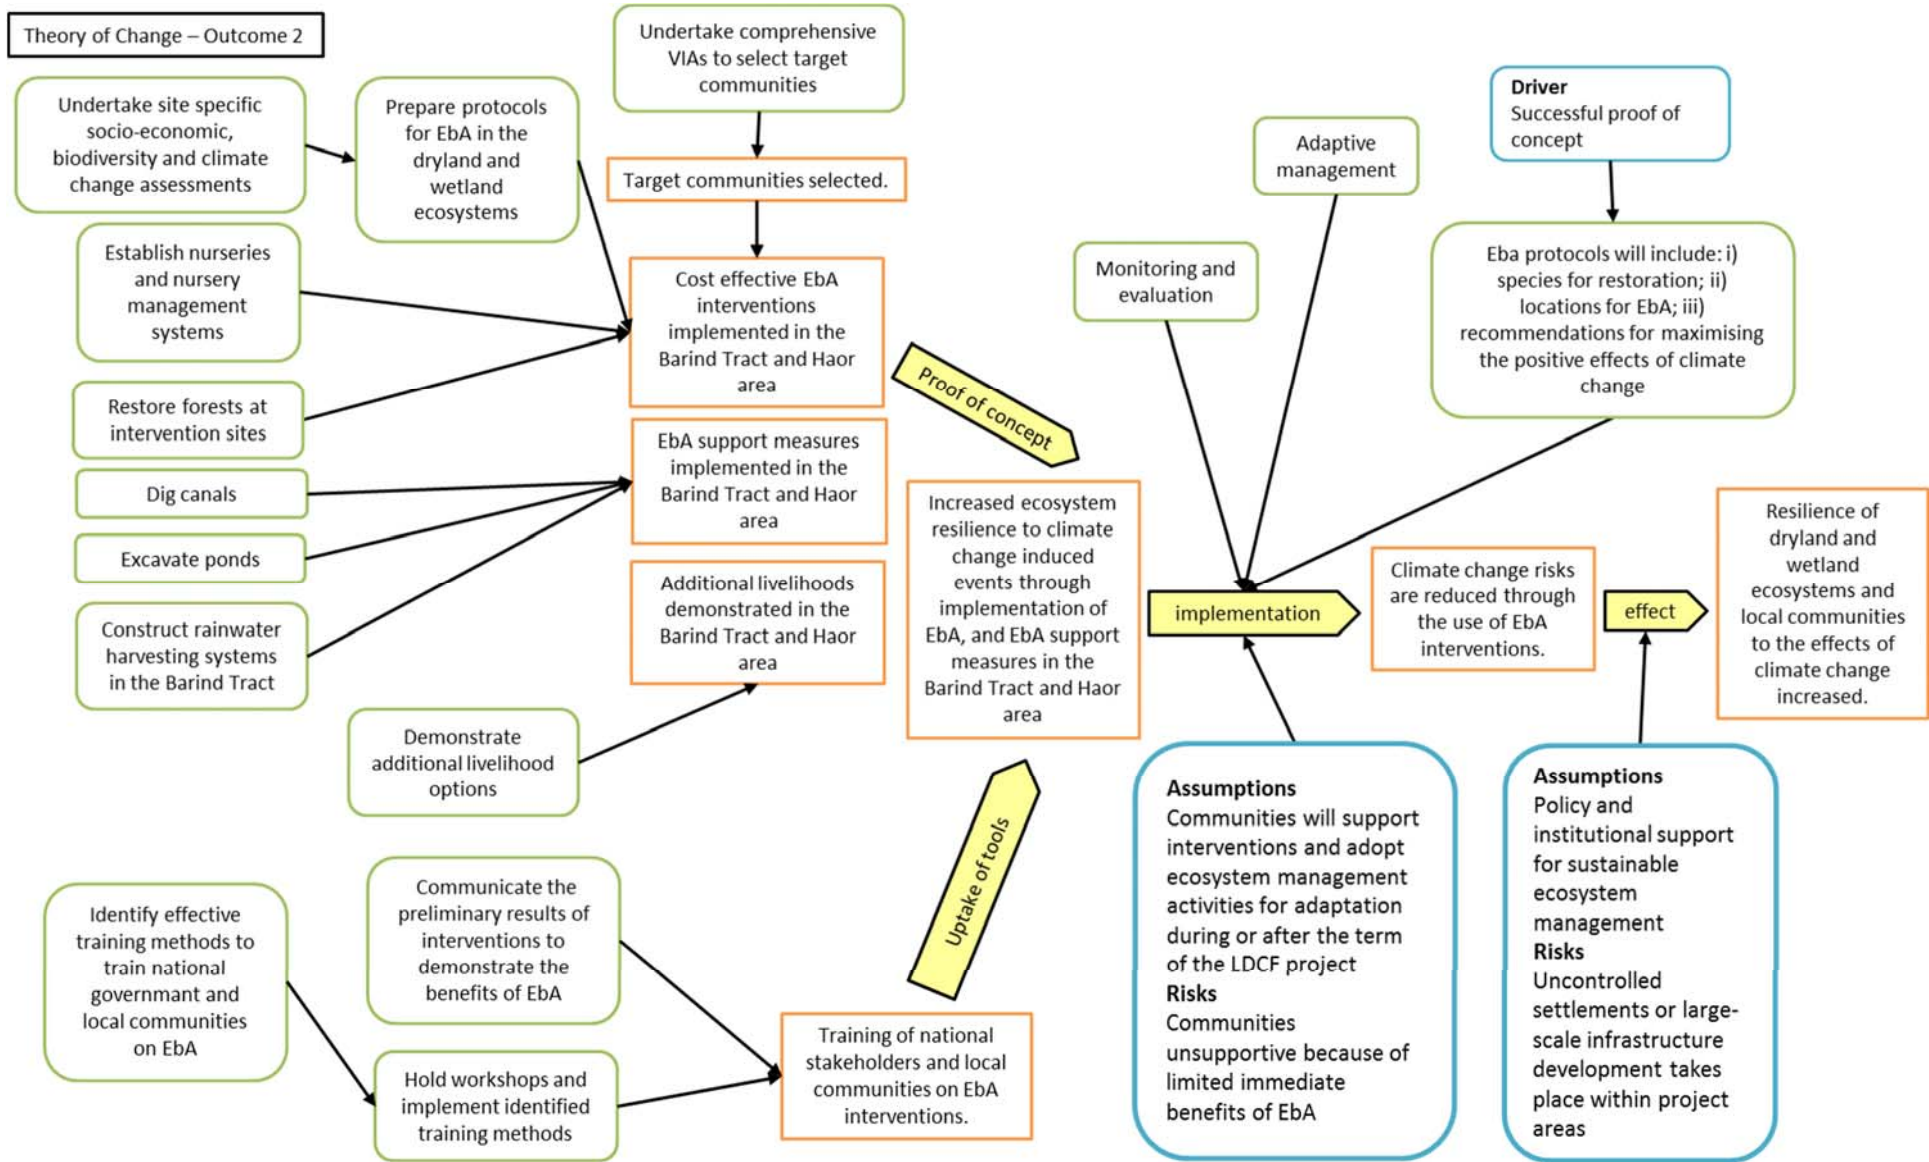 Theory of Change – Outcome 2
Undertake site specific
socio-economic,
biodiversity and climate
change assessments
Prepare protocols
for EbA in the
dryland and
wetland
ecosystems
Undertake comprehensive
VIAs to select target
communities
Target communities selected.
Establish nurseries
and nursery
management
systems
Restore forests at
intervention sites
Dig canals
Excavate ponds
Construct rainwater
harvesting systems
in the Barind Tract
Demonstrate
additional livelihood
options
Cost effective EbA
interventions
implemented in the
Barind Tract and Haor
area
EbA support measures
implemented in the
Barind Tract and Haor
area
Additional livelihoods
demonstrated in the
Barind Tract and Haor
area
Proof of concept
Increased ecosystem
resilience to climate
change induced
events through
implementation of
EbA, and EbA support
measures in the
Barind Tract and Haor
area
Uptake of tools
Identify effective
training methods to
train national
governmant and
local communities
on EbA
Communicate the
preliminary results of
interventions to
demonstrate the
benefits of EbA
Hold workshops and
implement identified
training methods
Training of national
stakeholders and local
communities on EbA
interventions.
Monitoring and
evaluation
Adaptive
management
Driver
Successful proof of
concept
Eba protocols will include: i)
species for restoration; ii)
locations for EbA; iii)
recommendations for maximising
the positive effects of climate
change
implementation
Climate change risks
are reduced through
the use of EbA
interventions.
effect
Resilience of
dryland and
wetland
ecosystems and
local communities
to the effects of
climate change
increased.
Assumptions
Communities will support
interventions and adopt
ecosystem management
activities for adaptation
during or after the term
of the LDCF project
Risks
Communities
unsupportive because of
limited immediate
benefits of EbA
Assumptions
Policy and
institutional support
for sustainable
ecosystem
management
Risks
Uncontrolled
settlements or large-
scale infrastructure
development takes
place within project
areas